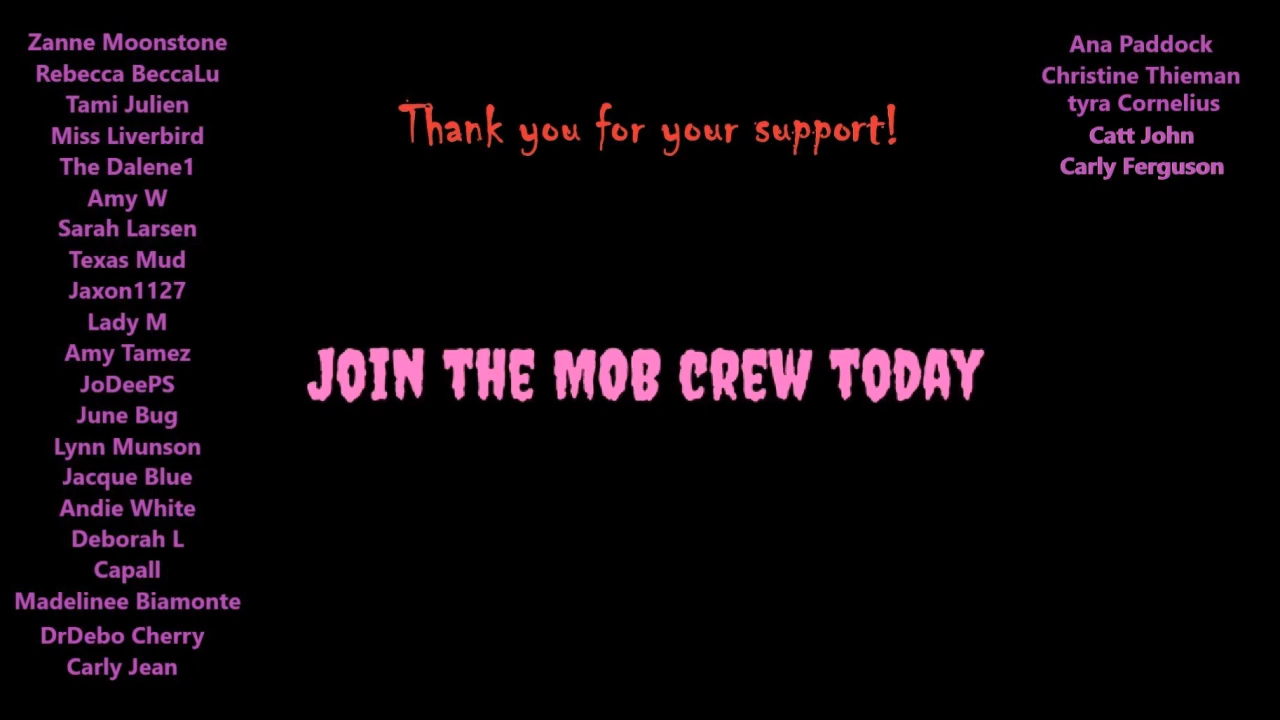 Zanne Moonstone
Rebecca BeccaLu
Tami Julien
Miss Liverbird
The Dalene1
Amy W
Sarah Larsen
Texas Mud
Jaxon1127
Lady M
Amy Tamez
JoDeePS
June Bug
Lynn Munson
Jacque Blue
Andie White
Deborah L
Capall
Madelinee Biamonte
DrDebo Cherry
Carly Jean
Thank you for your support!
JOIN THE MOB CREW TODAY
Ana Paddock
Christine Thieman
tyra Cornelius
Catt John
Carly Ferguson